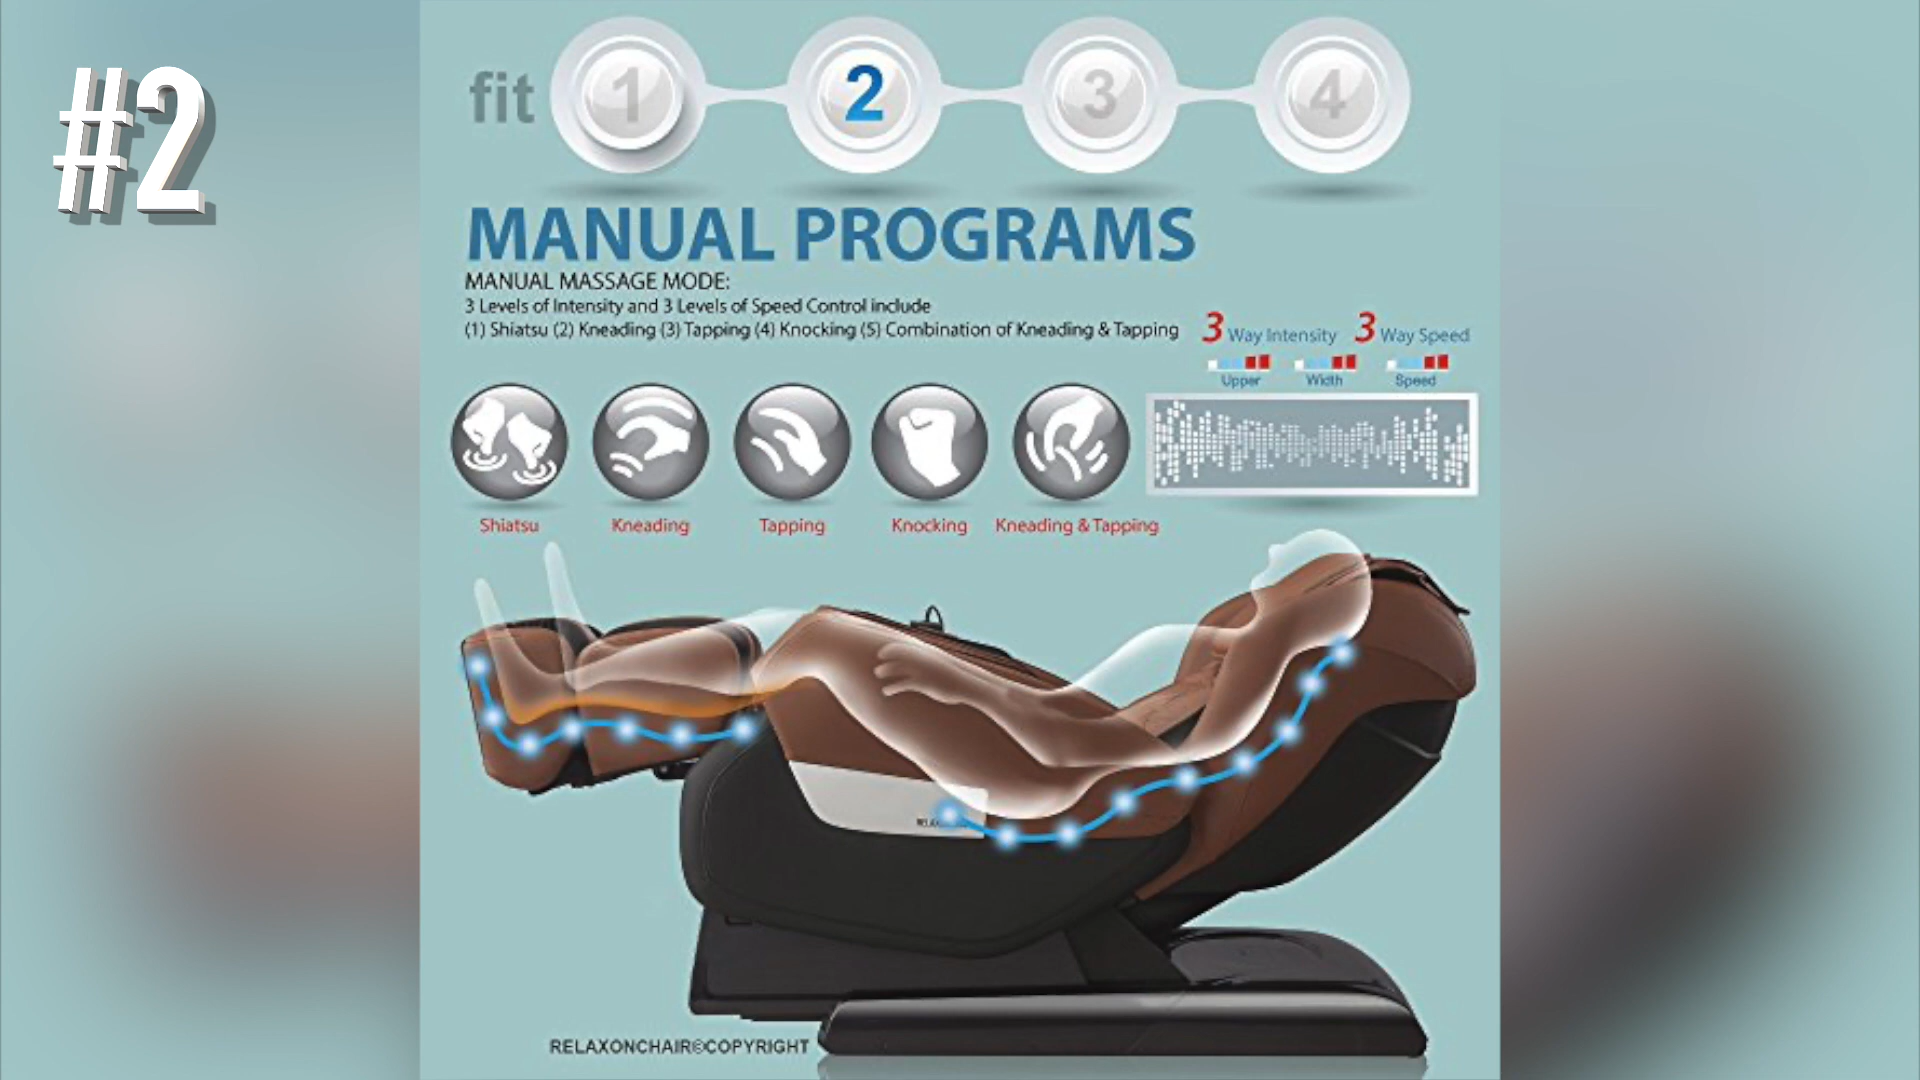 #2
fit 1 2 3 4
MANUAL PROGRAMS
MANUAL MASSAGE MODE:
3 Levels of Intensity and 3 Levels of Speed Control include
(1) Shiatsu (2) Kneading (3) Tapping (4) Knocking (5) Combination of Kneading & Tapping
3 Way Intensity 3 Way Speed
Upper Width Speed
Shiatsu Kneading Tapping Knocking Kneading & Tapping
RELAXONCHAIR©COPYRIGHT